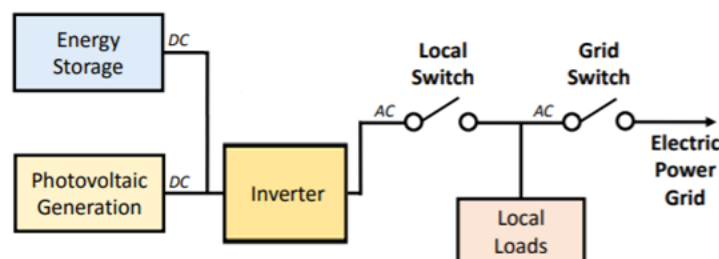 Energy
Storage
DC
Local
Switch
Grid
Switch
AC
AC
Electric
Power
Grid
Photovoltaic
Generation
DC
Inverter
Local
Loads